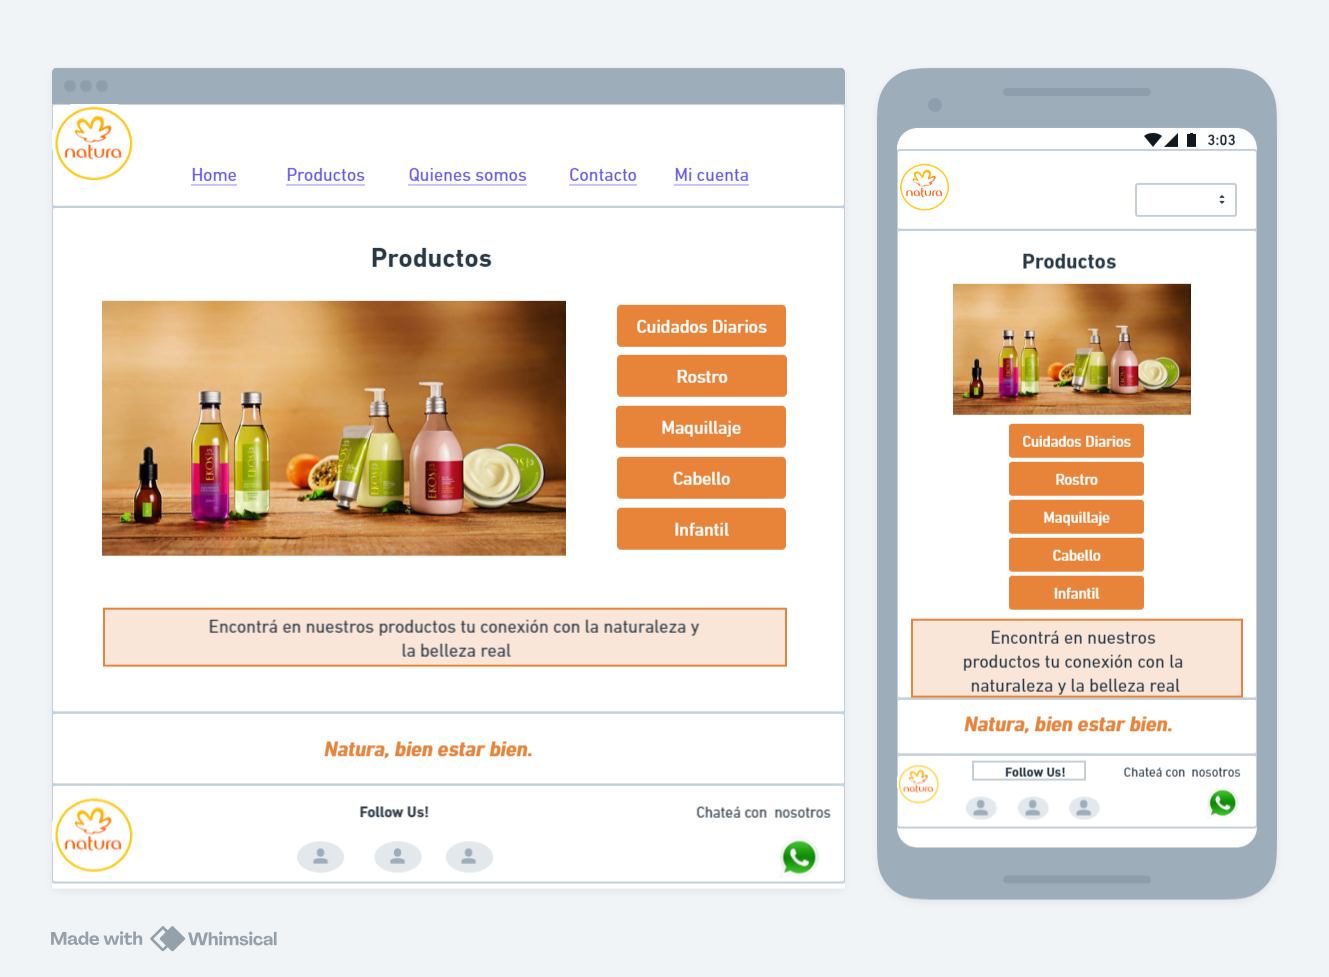 natura
Home Productos Quienes somos Contacto Mi cuenta
Productos
EKOS EKOS EKOS
Cuidados Diarios
Rostro
Maquillaje
Cabello
Infantil
Encontrá en nuestros productos tu conexión con la naturaleza y
la belleza real
Natura, bien estar bien.
natura
Follow Us!
Chateá con nosotros
3:03
natura
Productos
Cuidados Diarios
Rostro
Maquillaje
Cabello
Infantil
Encontrá en nuestros
productos tu conexión con la
naturaleza y la belleza real
Natura, bien estar bien.
natura
Follow Us!
Chateá con nosotros
Made with Whimsical